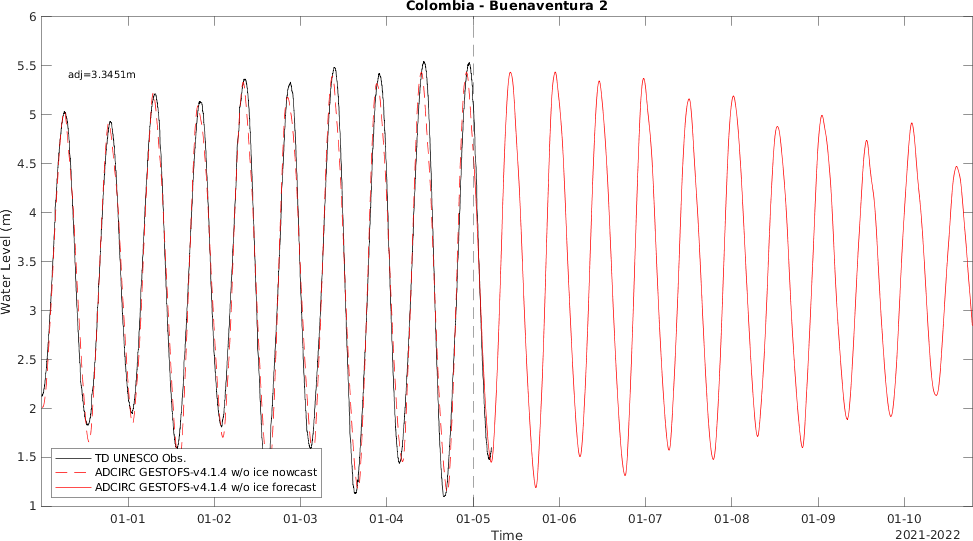 Colombia - Buenaventura 2
adj=3.3451m
Water Level (m)
6
5.5
5
4.5
4
3.5
3
2.5
2
1.5
1
TD UNESCO Obs.
ADCIRC GESTOFS-v4.1.4 w/o ice nowcast
ADCIRC GESTOFS-v4.1.4 w/o ice forecast
01-01 01-02 01-03 01-04 01-05 01-06 01-07 01-08 01-09 01-10
Time
2021-2022